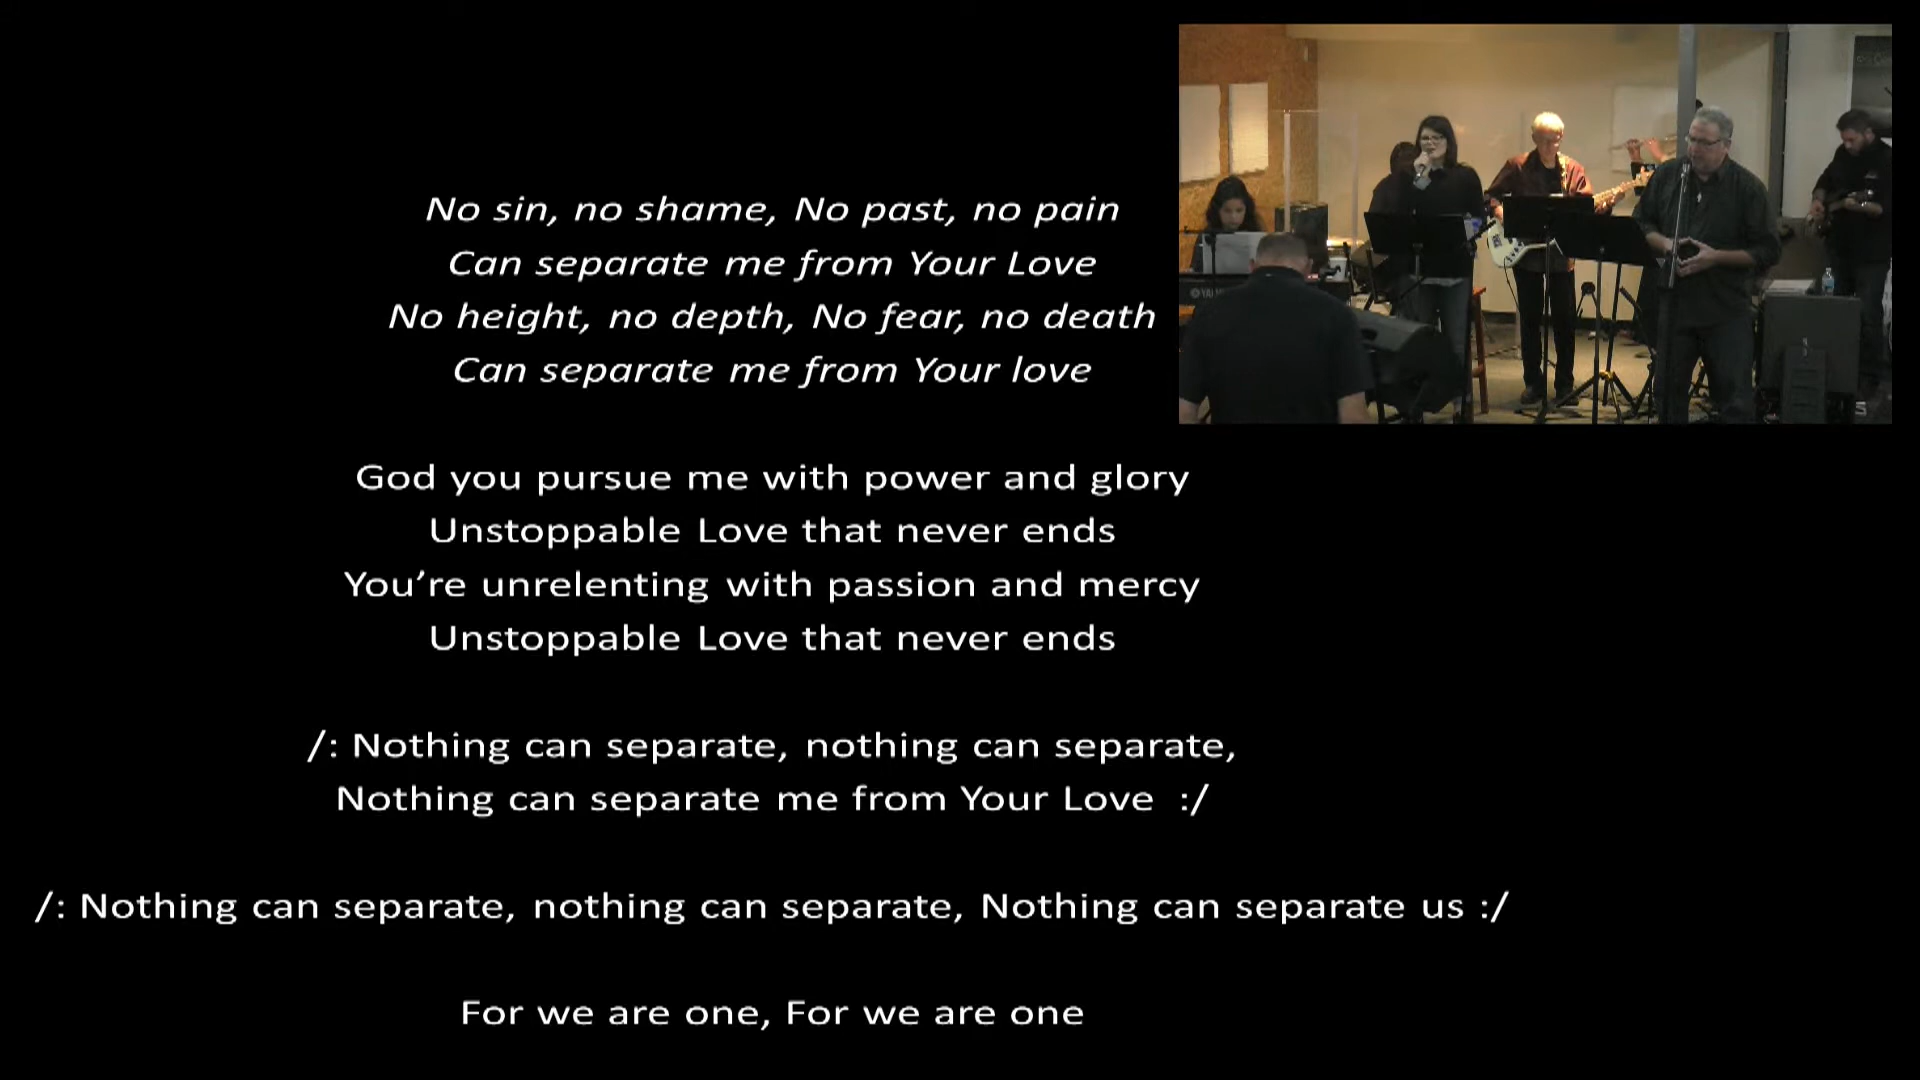 No sin, no shame, No past, no pain
Can separate me from Your Love
No height, no depth, No fear, no death
Can separate me from Your love
God you pursue me with power and glory
Unstoppable Love that never ends
You’re unrelenting with passion and mercy
Unstoppable Love that never ends
/: Nothing can separate, nothing can separate,
Nothing can separate me from Your Love :/
/: Nothing can separate, nothing can separate, Nothing can separate us :/
For we are one, For we are one